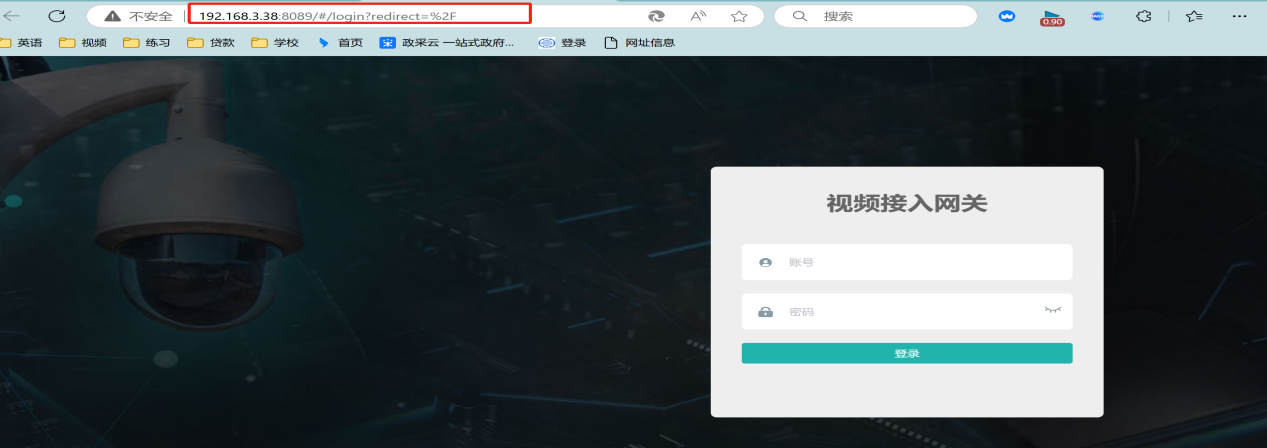 不安全 192.168.3.38:8089/#/login?redirect=%2F 搜索 0.90
英语 视频 练习 贷款 学校 首页 政采云 一站式政府... 登录 网址信息
视频接入网关
账号
密码
登录